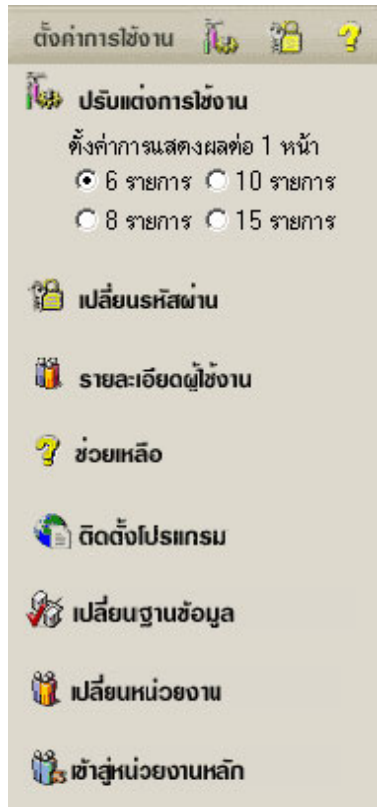 ตั้งค่าการใช้งาน
ปรับแต่งการใช้งาน
ตั้งค่าการแสดงผลต่อ 1 หน้า
6 รายการ 10 รายการ
8 รายการ 15 รายการ
เปลี่ยนรหัสผ่าน
รายละเอียดผู้ใช้งาน
ช่วยเหลือ
ติดตั้งโปรแกรม
เปลี่ยนฐานข้อมูล
เปลี่ยนหน่วยงาน
เข้าสู่หน่วยงานหลัก